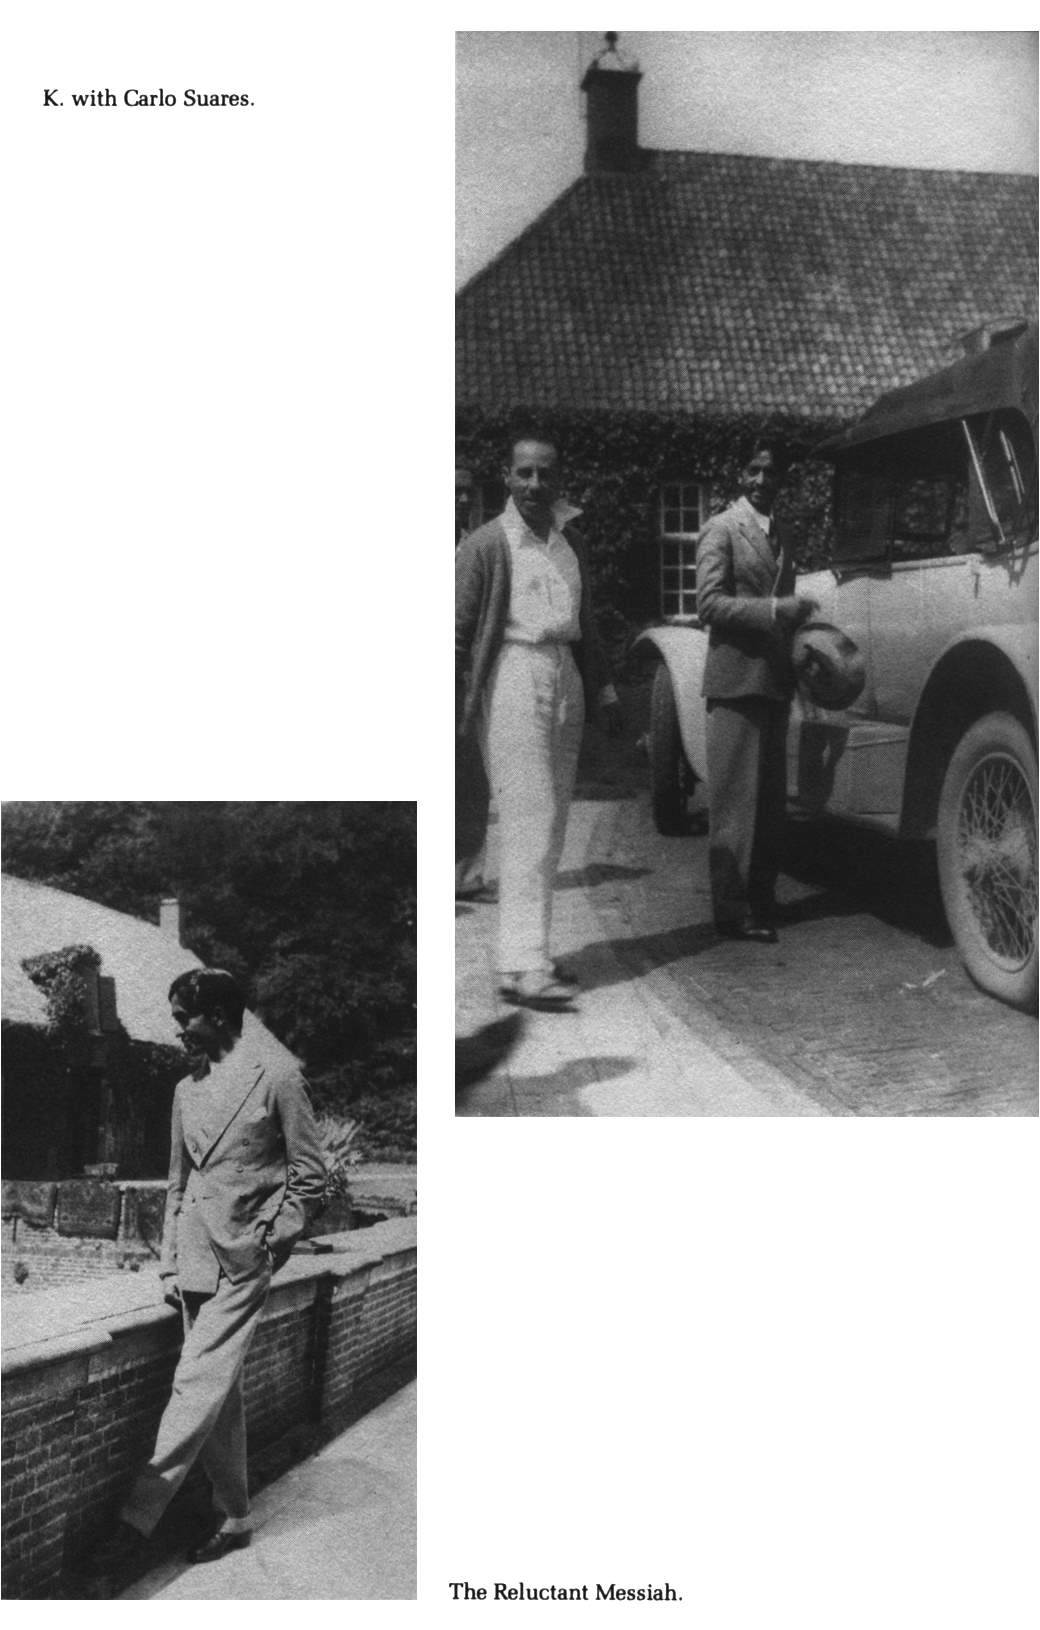 K. with Carlo Suares.
The Reluctant Messiah.